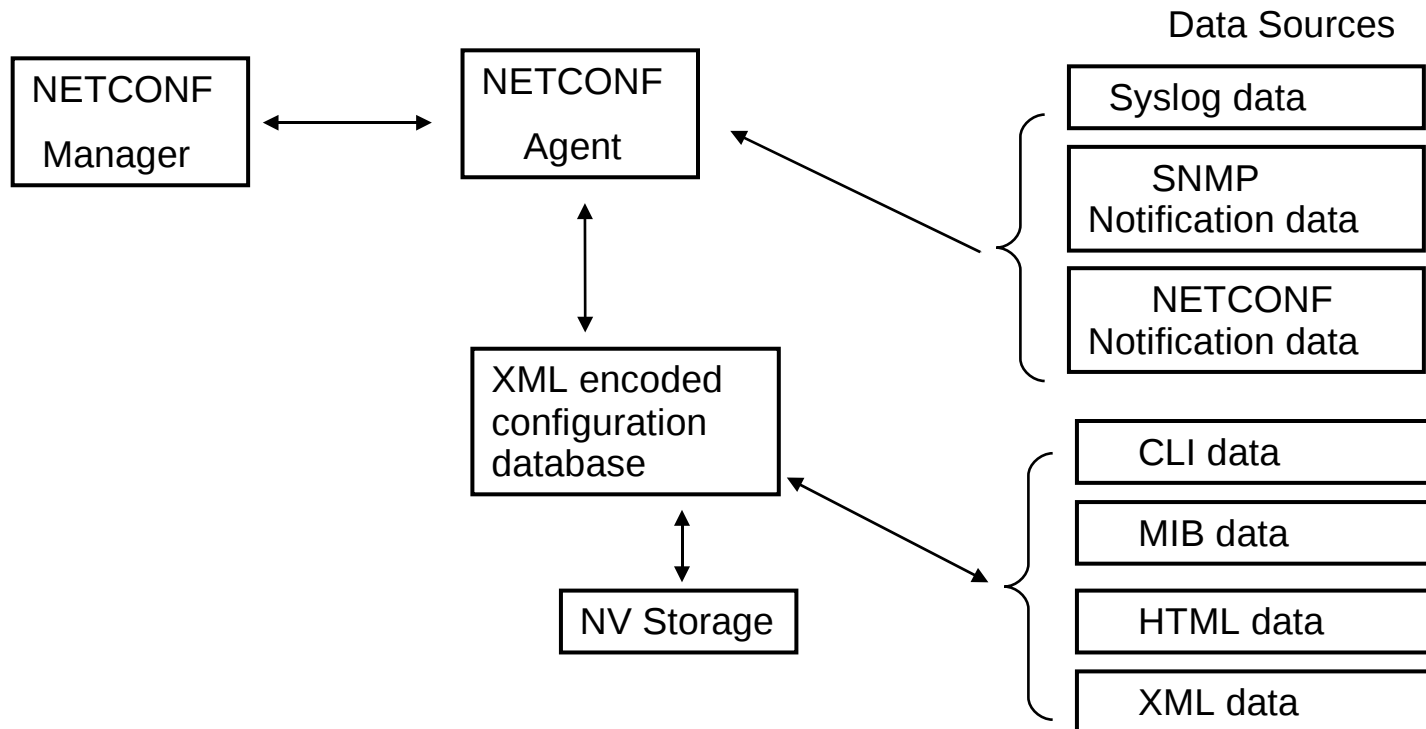 Data Sources
NETCONF
Manager
NETCONF
Agent
Syslog data
SNMP
Notification data
NETCONF
Notification data
XML encoded
configuration
database
NV Storage
CLI data
MIB data
HTML data
XML data